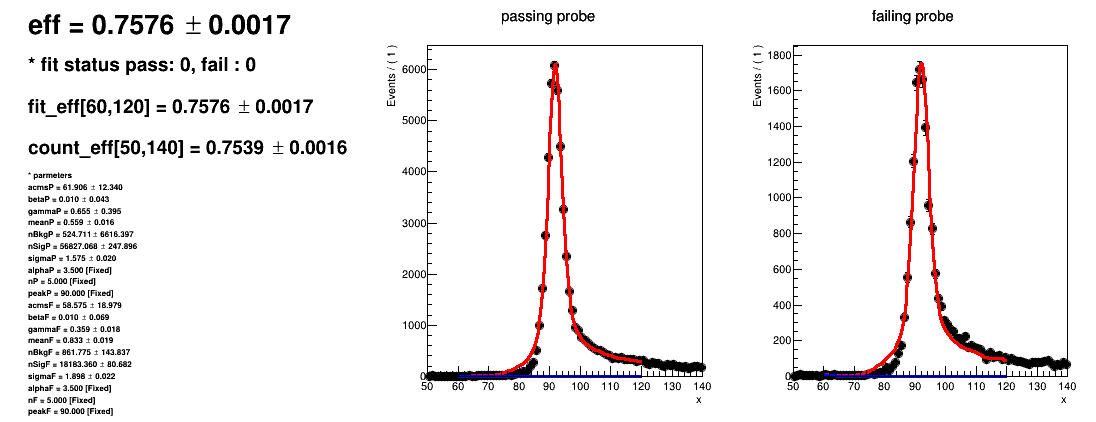 eff = 0.7576 ± 0.0017
* fit status pass: 0, fail : 0
fit_eff[60,120] = 0.7576 ± 0.0017
count_eff[50,140] = 0.7539 ± 0.0016
* parmeters
acmsP = 61.906 ± 12.340
betaP = 0.010 ± 0.043
gammaP = 0.655 ± 0.395
meanP = 0.559 ± 0.016
nBkgP = 524.711 ± 6616.397
nSigP = 56827.068 ± 247.896
sigmaP = 1.575 ± 0.020
alphaP = 3.500 [Fixed]
nP = 5.000 [Fixed]
peakP = 90.000 [Fixed]
acmsF = 58.575 ± 18.979
betaF = 0.010 ± 0.069
gammaF = 0.359 ± 0.018
meanF = 0.833 ± 0.019
nBkgF = 861.775 ± 143.837
nSigF = 18183.360 ± 80.682
sigmaF = 1.898 ± 0.022
alphaF = 3.500 [Fixed]
nF = 5.000 [Fixed]
peakF = 90.000 [Fixed]
passing probe
Events / ( 1 )
6000
5000
4000
3000
2000
1000
0
50 60 70 80 90 100 110 120 130 140
x
failing probe
Events / ( 1 )
1800
1600
1400
1200
1000
800
600
400
200
0
50 60 70 80 90 100 110 120 130 140
x